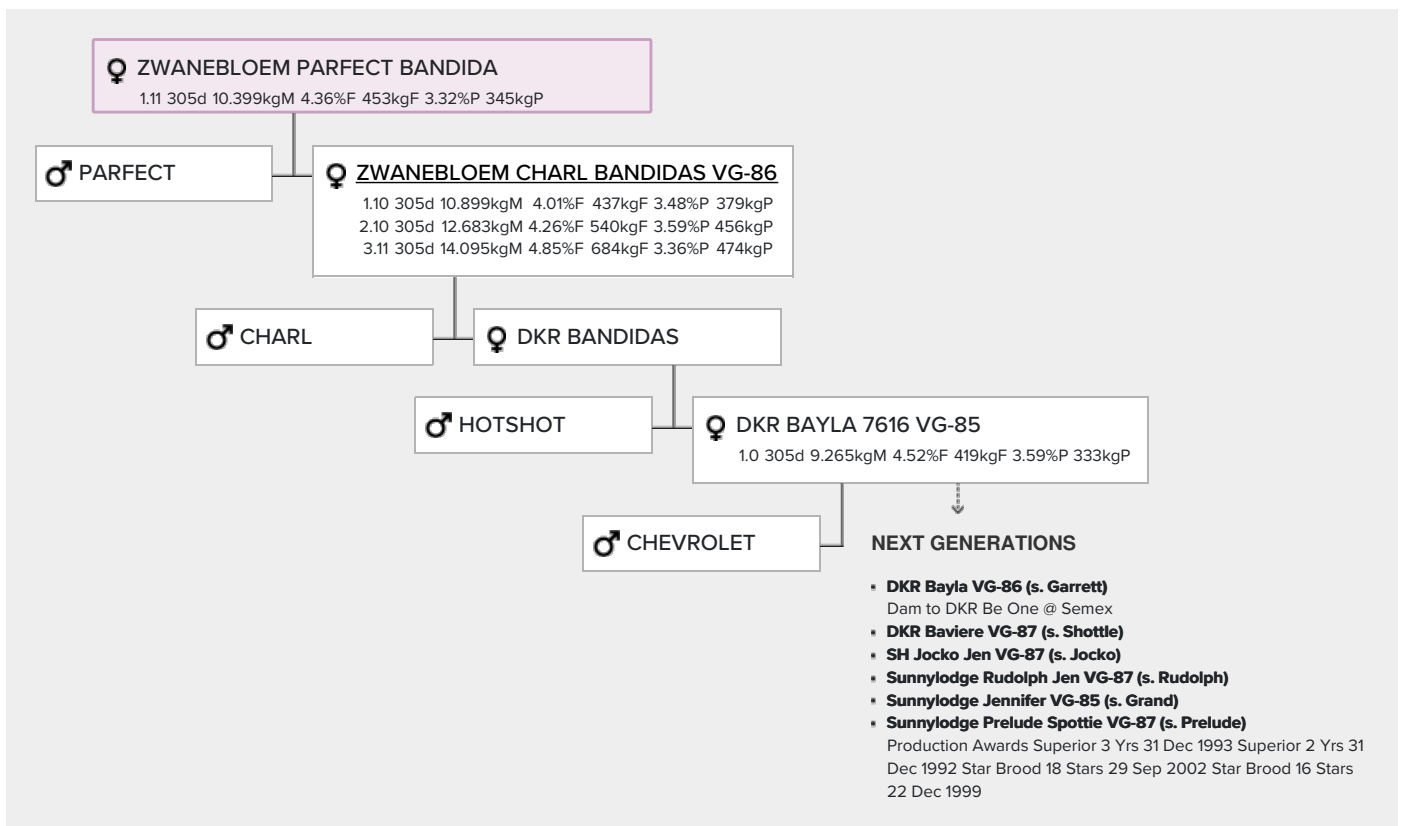 ZWANEBLOEM PARFECT BANDIDA
1.11 305d 10.399kgM 4.36%F 453kgF 3.32%P 345kgP
PARFECT
ZWANEBLOEM CHARL BANDIDAS VG-86
1.10 305d 10.899kgM 4.01%F 437kgF 3.48%P 379kgP
2.10 305d 12.683kgM 4.26%F 540kgF 3.59%P 456kgP
3.11 305d 14.095kgM 4.85%F 684kgF 3.36%P 474kgP
CHARL
DKR BANDIDAS
HOTSHOT
DKR BAYLA 7616 VG-85
1.0 305d 9.265kgM 4.52%F 419kgF 3.59%P 333kgP
CHEVROLET
NEXT GENERATIONS
DKR Bayla VG-86 (s. Garrett)
Dam to DKR Be One @ Semex
DKR Baviere VG-87 (s. Shottle)
SH Jocko Jen VG-87 (s. Jocko)
Sunnylodge Rudolph Jen VG-87 (s. Rudolph)
Sunnylodge Jennifer VG-85 (s. Grand)
Sunnylodge Prelude Spottie VG-87 (s. Prelude)
Production Awards Superior 3 Yrs 31 Dec 1993 Superior 2 Yrs 31
Dec 1992 Star Brood 18 Stars 29 Sep 2002 Star Brood 16 Stars
22 Dec 1999